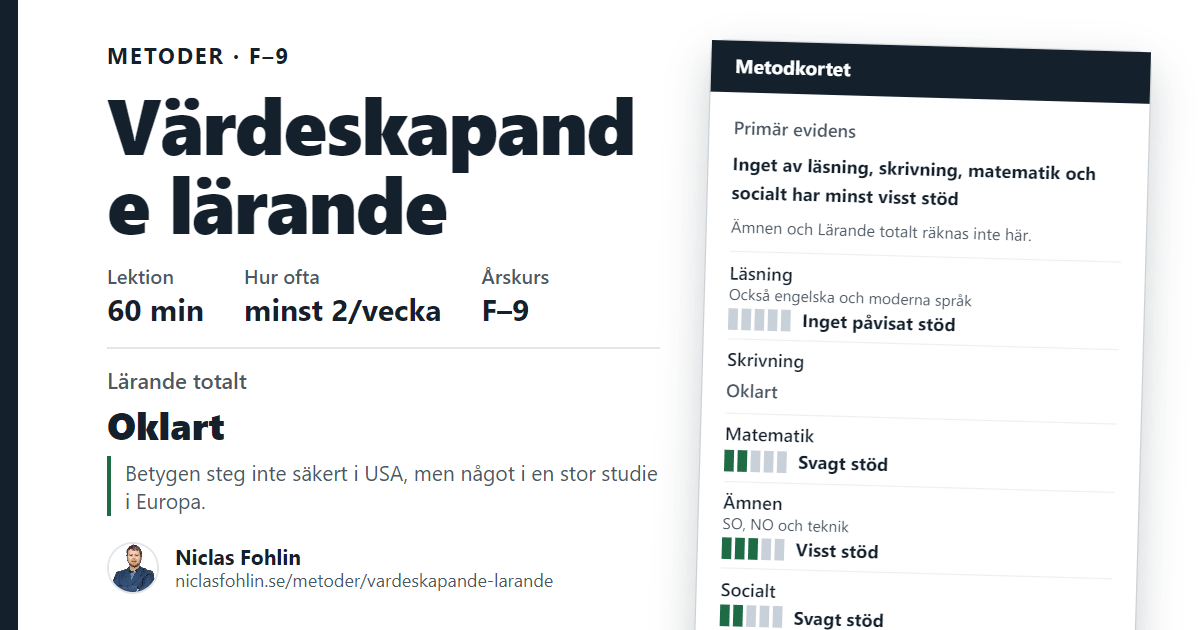 METODER · F–9
Värdeskapand
e lärande
Lektion
60 min
Hur ofta
minst 2/vecka
Årskurs
F–9
Lärande totalt
Oklart
Betygen steg inte säkert i USA, men något i en stor studie
i Europa.
Niclas Fohlin
niclasfohlin.se/metoder/vardeskapande-larande
Metodkortet
Primär evidens
Inget av läsning, skrivning, matematik och
socialt har minst visst stöd
Ämnen och Lärande totalt räknas inte här.
Läsning
Också engelska och moderna språk
Inget påvisat stöd
Skrivning
Oklart
Matematik
Svagt stöd
Ämnen
SO, NO och teknik
Visst stöd
Socialt
Svagt stöd